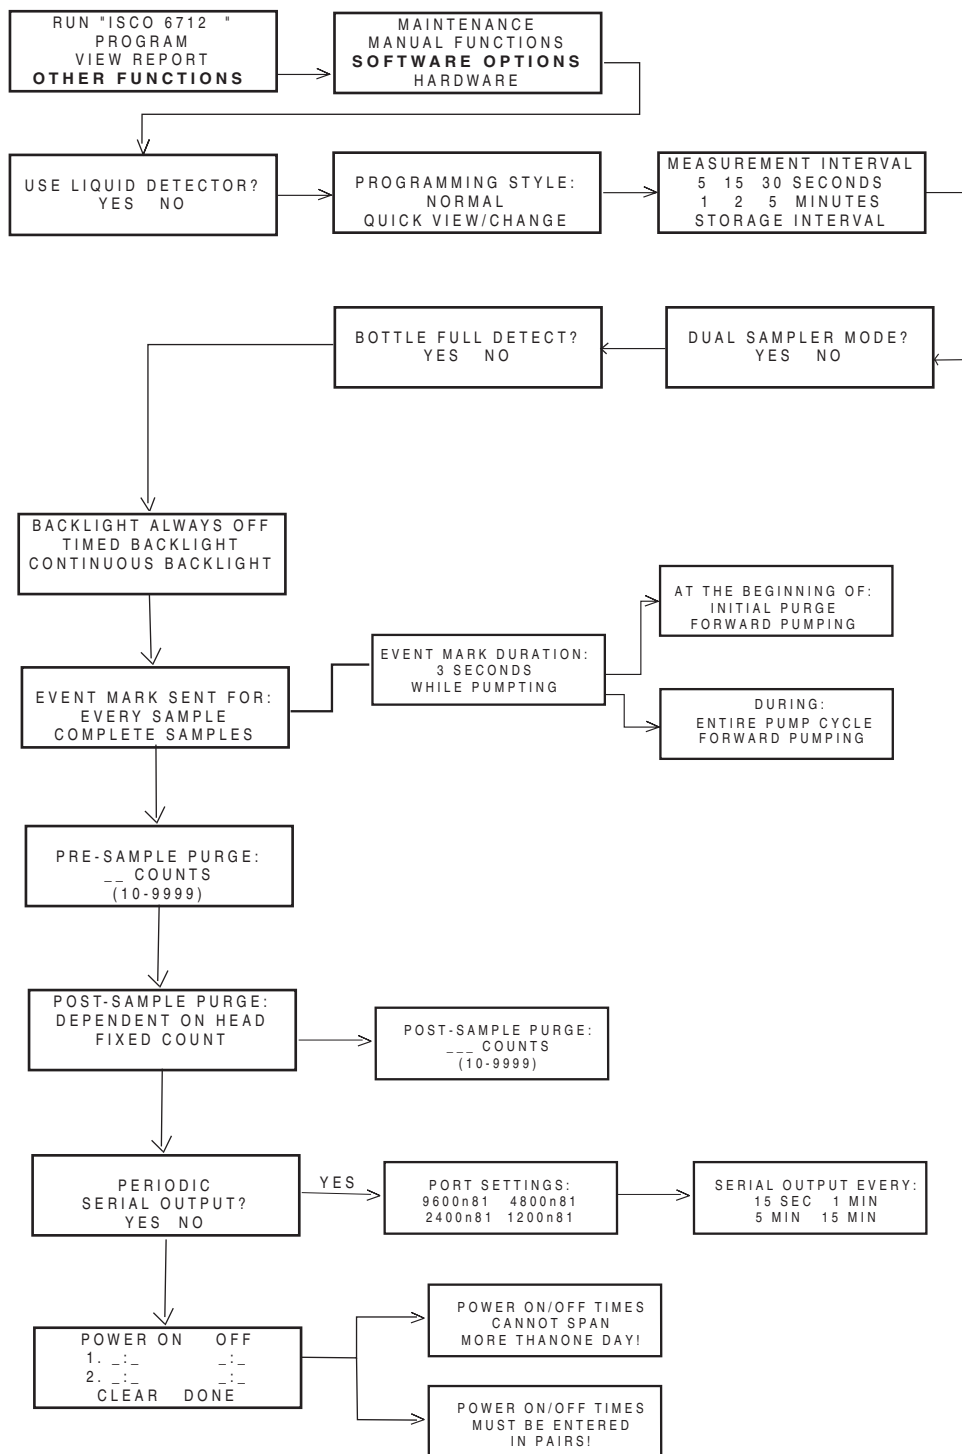 RUN "ISCO 6712 "
PROGRAM
VIEW REPORT
OTHER FUNCTIONS
MAINTENANCE
MANUAL FUNCTIONS
SOFTWARE OPTIONS
HARDWARE
USE LIQUID DETECTOR?
YES NO
PROGRAMMING STYLE:
NORMAL
QUICK VIEW/CHANGE
MEASUREMENT INTERVAL
5 15 30 SECONDS
1 2 5 MINUTES
STORAGE INTERVAL
DUAL SAMPLER MODE?
YES NO
BOTTLE FULL DETECT?
YES NO
BACKLIGHT ALWAYS OFF
TIMED BACKLIGHT
CONTINUOUS BACKLIGHT
EVENT MARK SENT FOR:
EVERY SAMPLE
COMPLETE SAMPLES
EVENT MARK DURATION:
3 SECONDS
WHILE PUMPTING
AT THE BEGINNING OF:
INITIAL PURGE
FORWARD PUMPING
DURING:
ENTIRE PUMP CYCLE
FORWARD PUMPING
PRE-SAMPLE PURGE:
__ COUNTS
(10-9999)
POST-SAMPLE PURGE:
DEPENDENT ON HEAD
FIXED COUNT
POST-SAMPLE PURGE:
___ COUNTS
(10-9999)
PERIODIC
SERIAL OUTPUT?
YES NO
YES
PORT SETTINGS:
9600n81 4800n81
2400n81 1200n81
SERIAL OUTPUT EVERY:
15 SEC 1 MIN
5 MIN 15 MIN
POWER ON OFF
1. _:_ _:_
2. _:_ _:_
CLEAR DONE
POWER ON/OFF TIMES
CANNOT SPAN
MORE THANONE DAY!
POWER ON/OFF TIMES
MUST BE ENTERED
IN PAIRS!